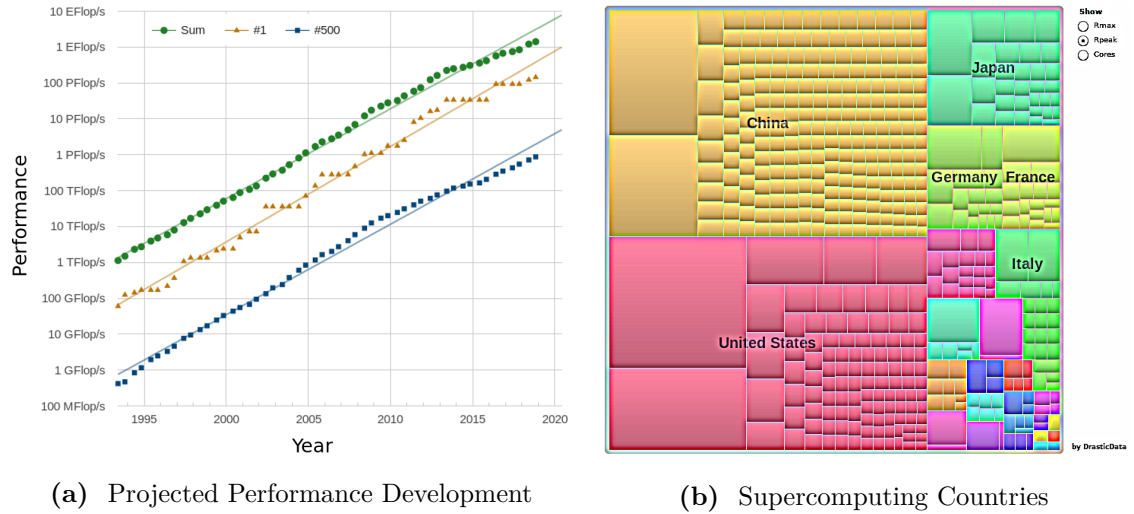 10 EFlop/s
1 EFlop/s
100 PFlop/s
10 PFlop/s
1 PFlop/s
100 TFlop/s
10 TFlop/s
1 TFlop/s
100 GFlop/s
10 GFlop/s
1 GFlop/s
100 MFlop/s
Performance
Sum #1 #500
1995 2000 2005 2010 2015 2020
Year
(a) Projected Performance Development
China
United States
Japan
Germany France
Italy
Show
Rmax
Rpeak
Cores
by DrasticData
(b) Supercomputing Countries